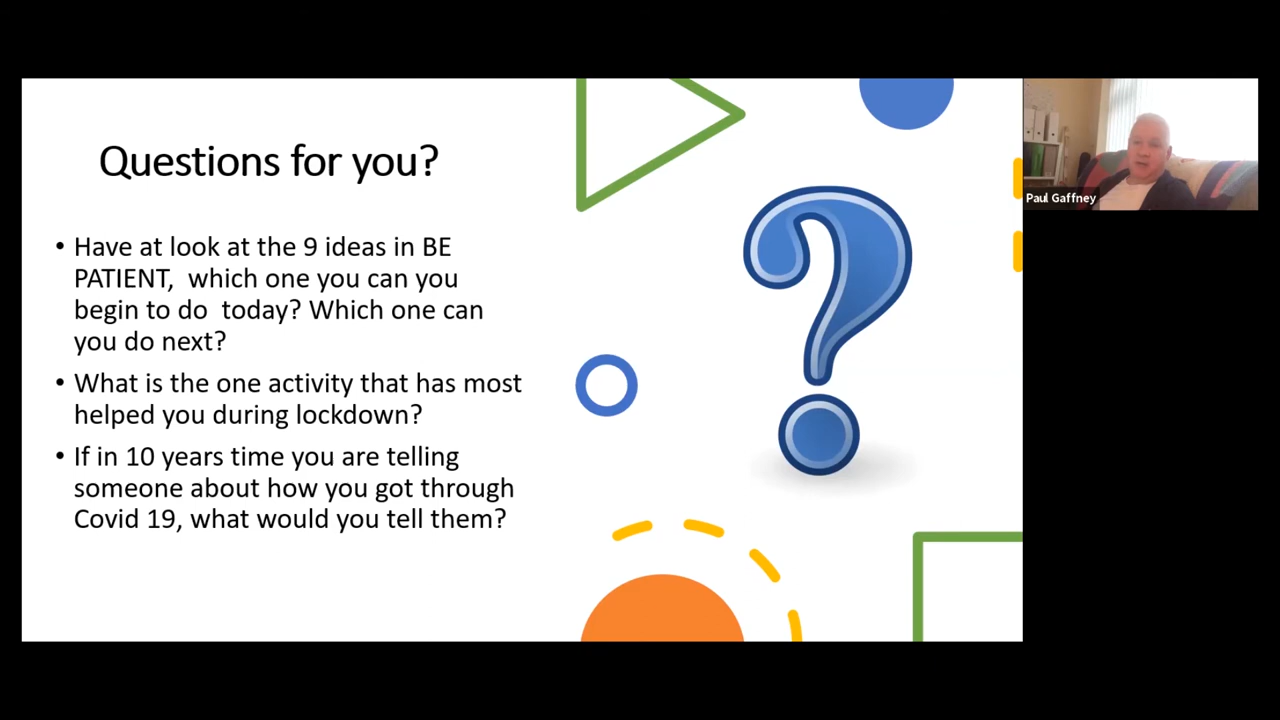 Questions for you?
• Have at look at the 9 ideas in BE
PATIENT,  which one you can you
begin to do  today? Which one can
you do next?
• What is the one activity that has most
helped you during lockdown?
• If in 10 years time you are telling
someone about how you got through
Covid 19, what would you tell them?
Paul Gaffney